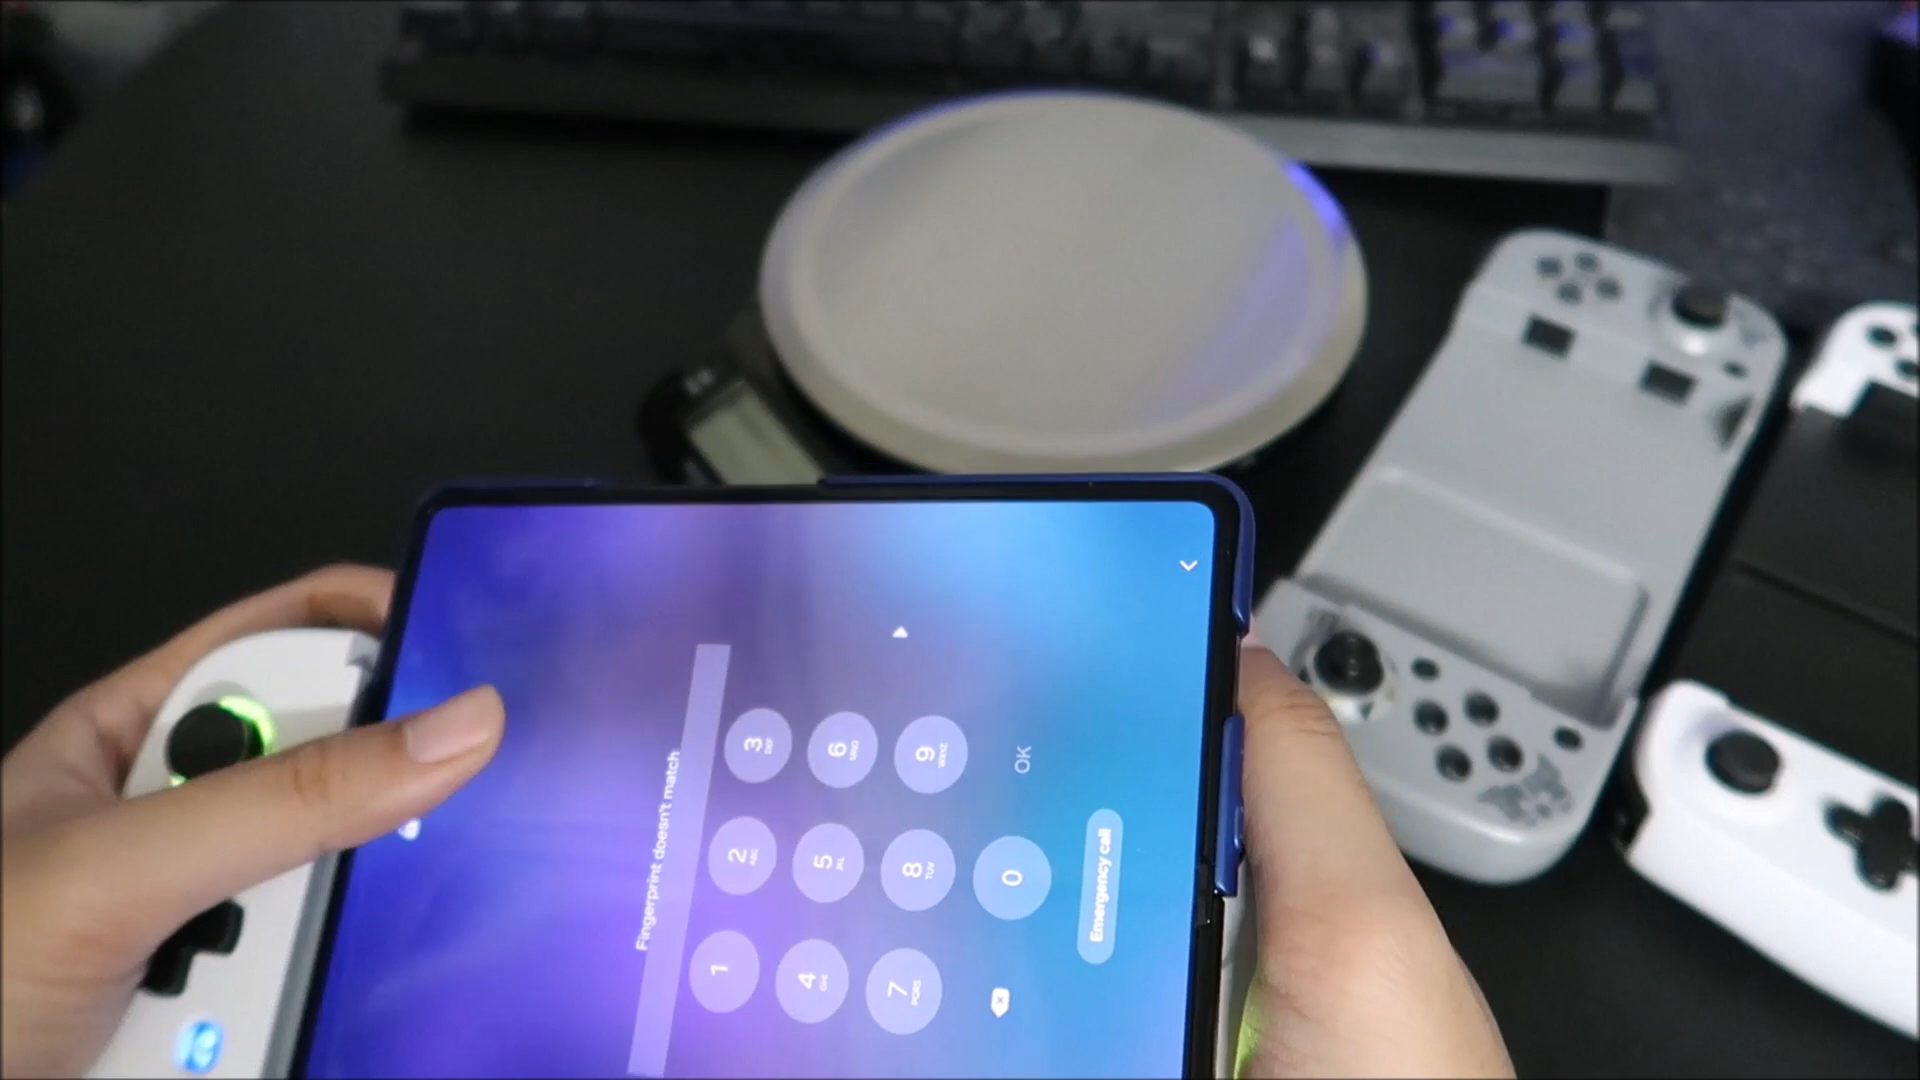 Fingerprint doesn't match
1
2 ABC
3 DEF
4 GHI
5 JKL
6 MNO
7 PQRS
8 TUV
9 WXYZ
0
OK
Emergency call